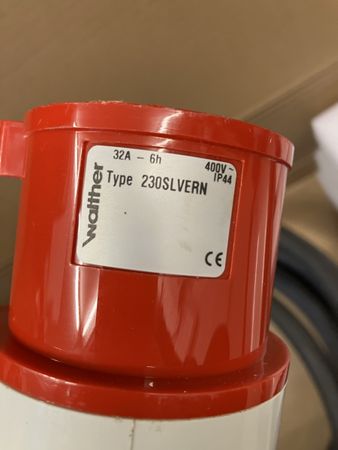 32A - 6h 400V~
IP44
Type 230SLVERN
Walther
CE